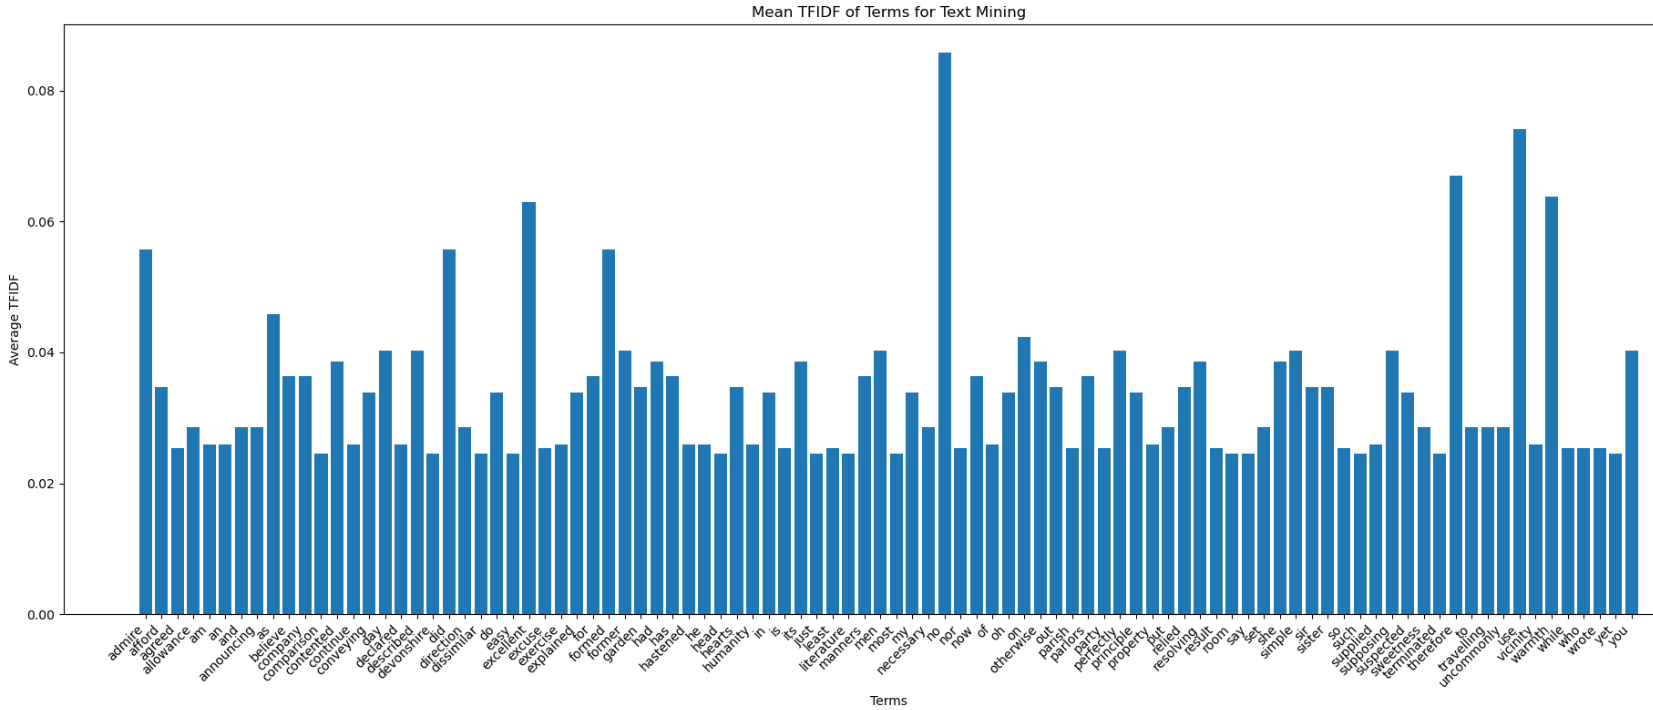 Mean TFIDF of Terms for Text Mining
Average TFIDF
0.08
0.06
0.04
0.02
0.00
admire
afford
agreed
allowance
am
an
and
announcing
as
believe
company
comparison
contented
continue
conveying
day
declared
described
devonshire
did
direction
dissimilar
do
easy
excellent
excuse
exercise
explained
for
formed
former
garden
had
has
hastened
he
head
hearts
humanity
in
is
its
just
least
literature
manners
men
most
my
necessary
no
nor
now
of
oh
on
otherwise
out
parish
parlors
party
perfectly
principle
property
put
relied
resolving
result
room
say
set
she
simple
sir
sister
so
such
supplied
supposing
suspected
sweetness
terminated
therefore
to
travelling
uncommonly
use
vicinity
warmth
while
who
wrote
yet
you
Terms